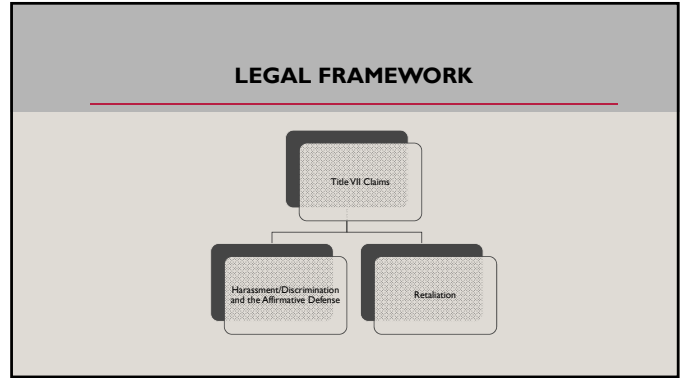 LEGAL FRAMEWORK
Title VII Claims
Harassment/Discrimination
and the Affirmative Defense
Retaliation